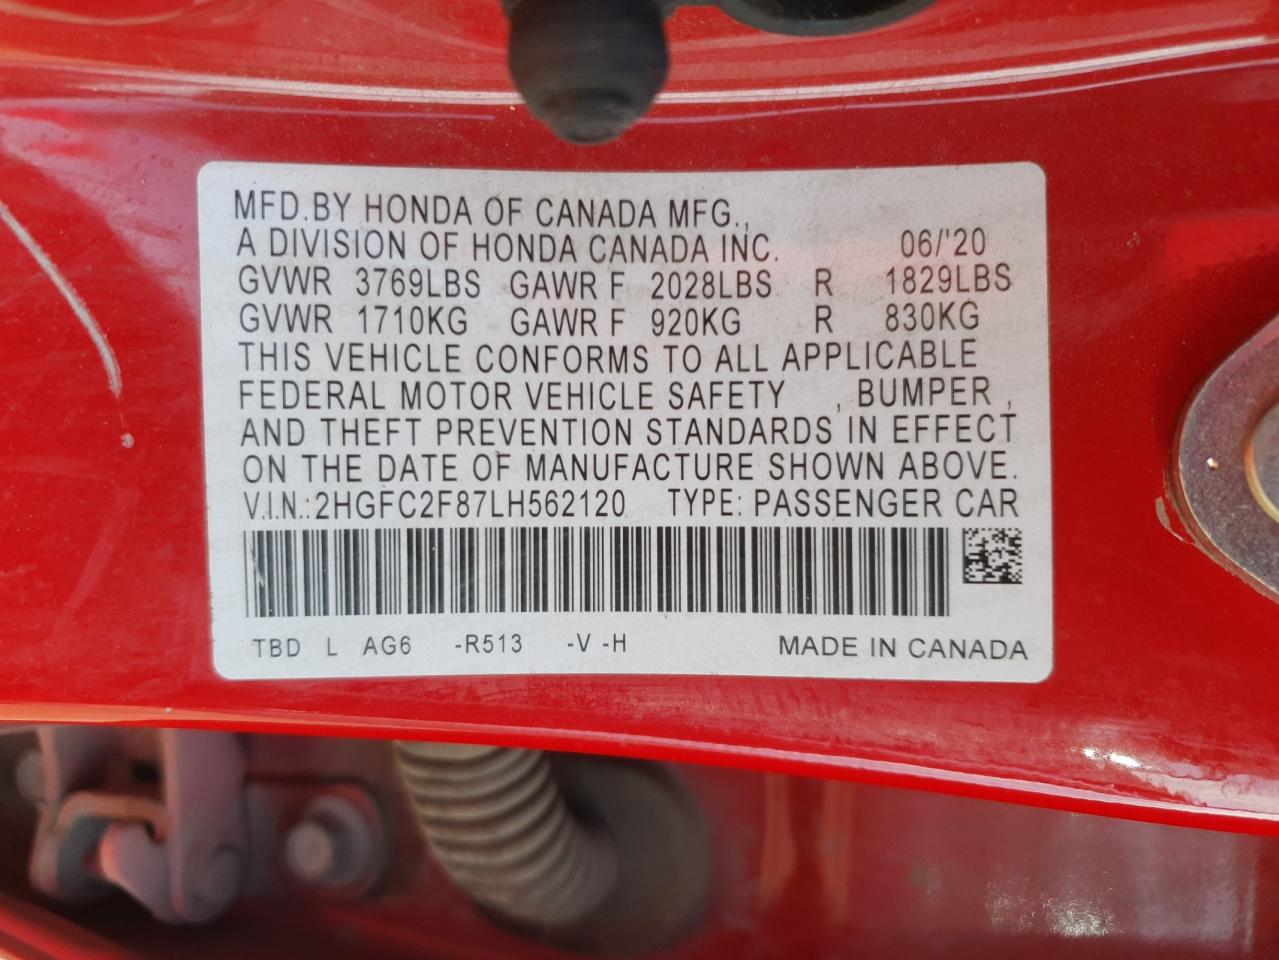 MFD.BY HONDA OF CANADA MFG.,
A DIVISION OF HONDA CANADA INC. 06/'20
GVWR 3769LBS GAWR F 2028LBS R 1829LBS
GVWR 1710KG GAWR F 920KG R 830KG
THIS VEHICLE CONFORMS TO ALL APPLICABLE
FEDERAL MOTOR VEHICLE SAFETY , BUMPER ,
AND THEFT PREVENTION STANDARDS IN EFFECT
ON THE DATE OF MANUFACTURE SHOWN ABOVE.
V.I.N.:2HGFC2F87LH562120 TYPE: PASSENGER CAR
TBD L AG6 -R513 -V -H MADE IN CANADA